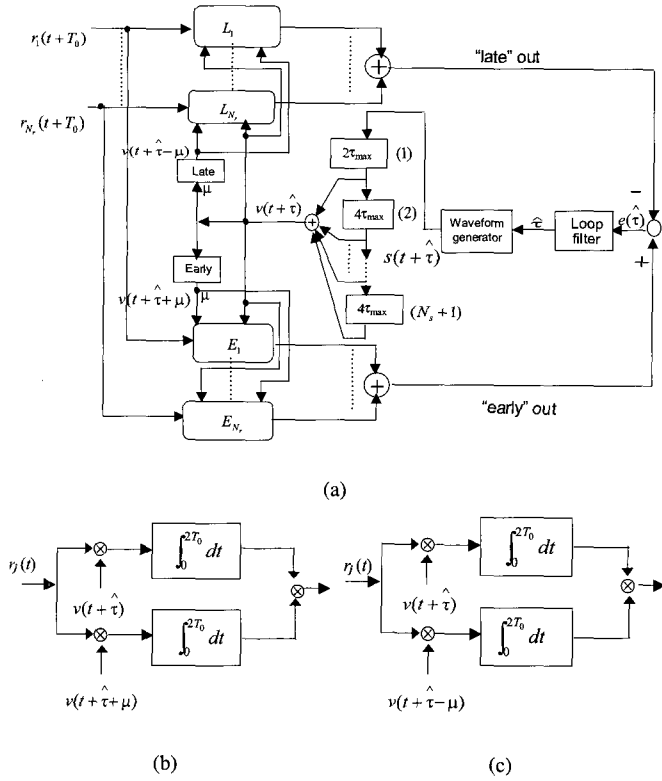 r₁(t+T₀)
L₁
"late" out
r_{N_r}(t+T₀)
L_{N_r}
v(t+τ̂−μ)
Late
μ
2τ_max
(1)
v(t+τ̂)
4τ_max
(2)
s(t+τ̂)
Waveform
generator
τ̂
Loop
filter
e(τ̂)
−
+
Early
μ
v(t+τ̂+μ)
4τ_max
(N_s+1)
E₁
E_{N_r}
"early" out
(a)
r_j(t)
∫₀^{2T₀} dt
v(t+τ̂)
∫₀^{2T₀} dt
v(t+τ̂+μ)
(b)
r_j(t)
∫₀^{2T₀} dt
v(t+τ̂)
∫₀^{2T₀} dt
v(t+τ̂−μ)
(c)